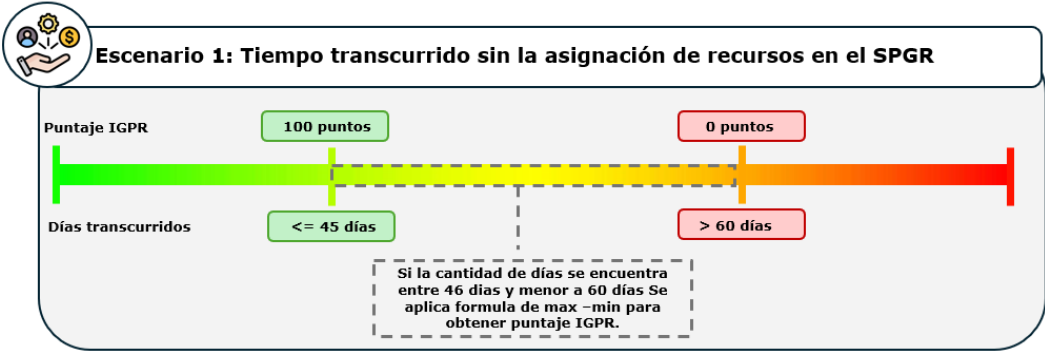 Escenario 1: Tiempo transcurrido sin la asignación de recursos en el SPGR
Puntaje IGPR
100 puntos
0 puntos
Días transcurridos
<= 45 días
> 60 días
Si la cantidad de días se encuentra
entre 46 dias y menor a 60 días Se
aplica formula de max –min para
obtener puntaje IGPR.